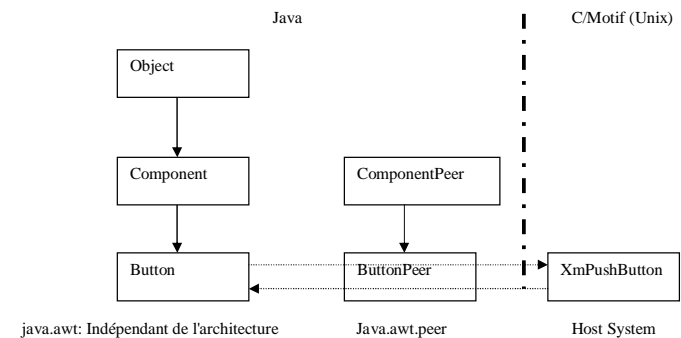 Java
C/Motif (Unix)
Object
Component
ComponentPeer
Button
ButtonPeer
XmPushButton
java.awt: Indépendant de l'architecture
Java.awt.peer
Host System